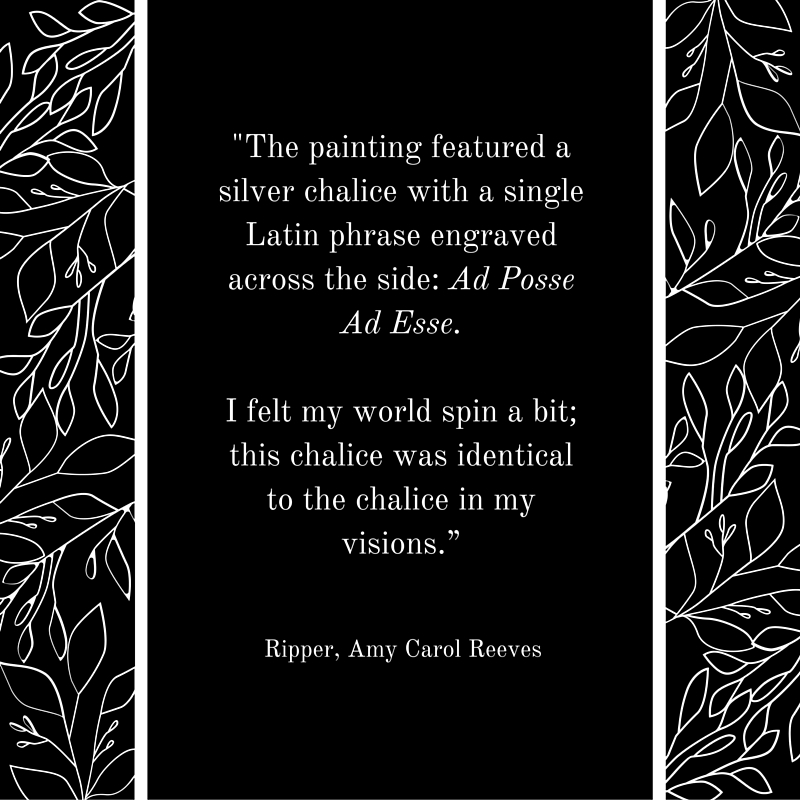 "The painting featured a
silver chalice with a single
Latin phrase engraved
across the side: Ad Posse
Ad Esse.
I felt my world spin a bit;
this chalice was identical
to the chalice in my
visions.”
Ripper, Amy Carol Reeves